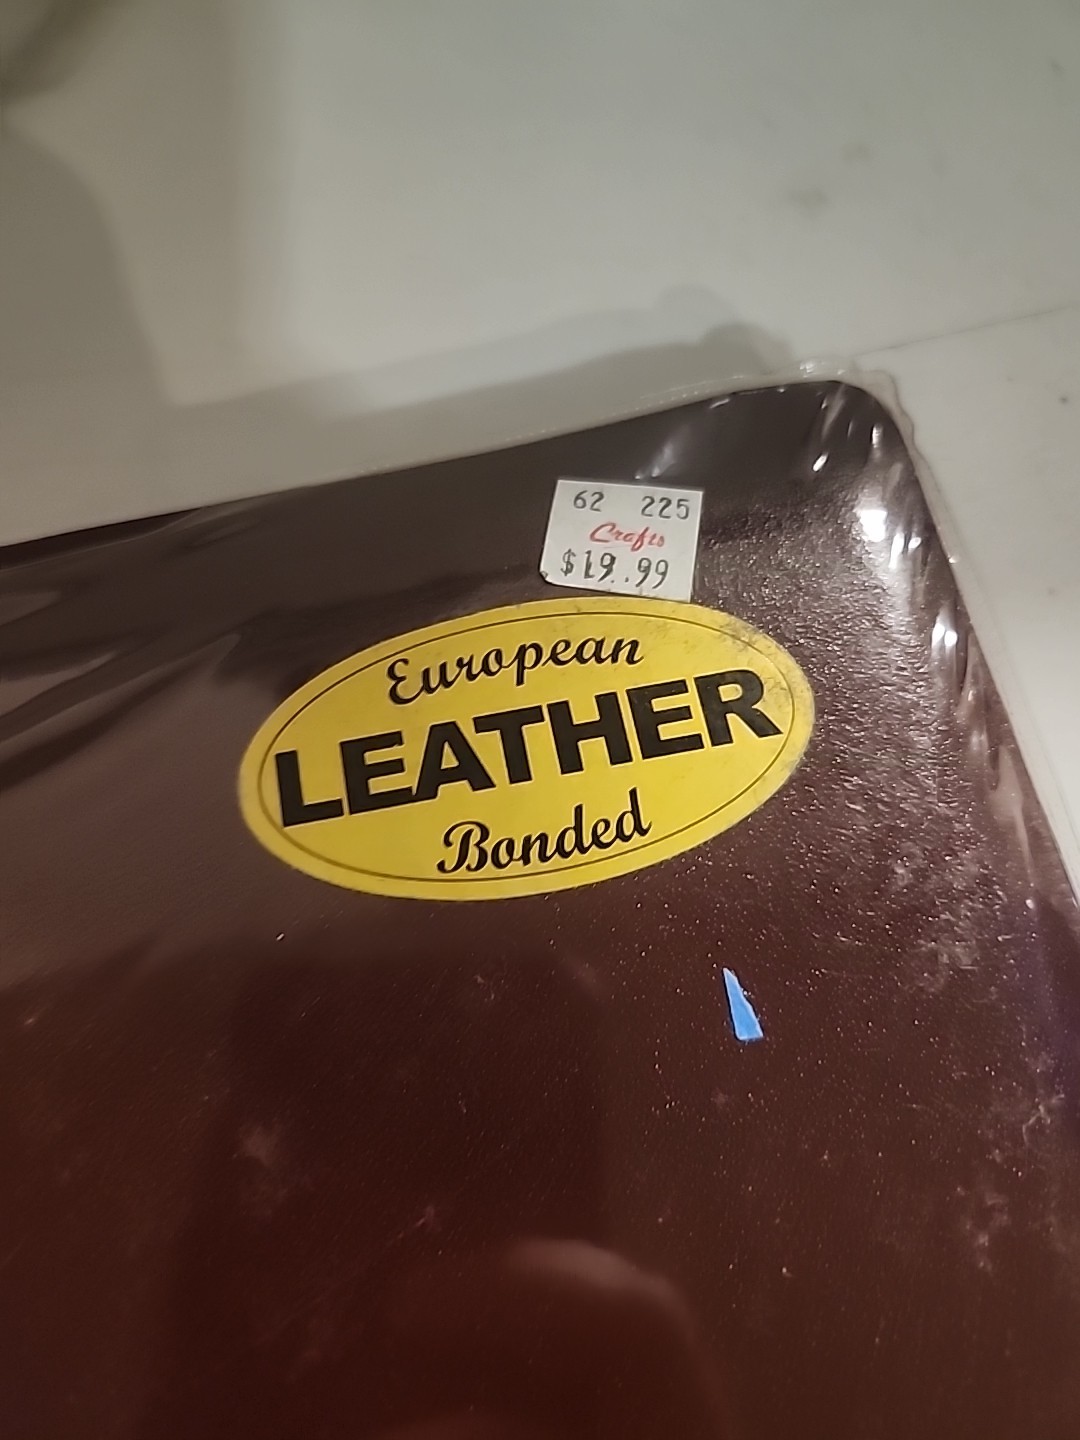 62 225
Crafts
$19.99
European
LEATHER
Bonded